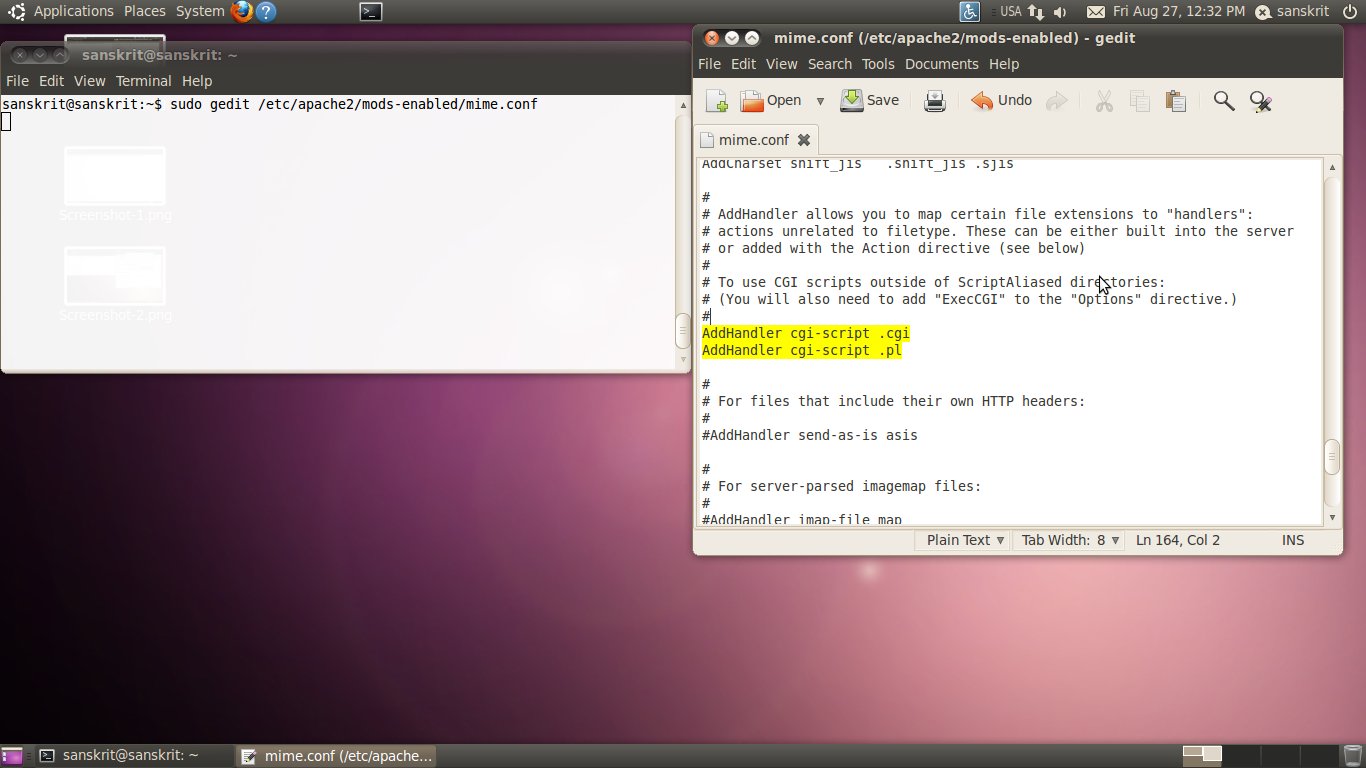 Applications Places System
USA
Fri Aug 27, 12:32 PM
sanskrit
sanskrit@sanskrit: ~
File Edit View Terminal Help
sanskrit@sanskrit:~$ sudo gedit /etc/apache2/mods-enabled/mime.conf
Screenshot-1.png
Screenshot-2.png
mime.conf (/etc/apache2/mods-enabled) - gedit
File Edit View Search Tools Documents Help
Open Save Undo
mime.conf
AddCharset shift_jis .shift_jis .sjis
#
# AddHandler allows you to map certain file extensions to "handlers":
# actions unrelated to filetype. These can be either built into the server
# or added with the Action directive (see below)
#
# To use CGI scripts outside of ScriptAliased directories:
# (You will also need to add "ExecCGI" to the "Options" directive.)
#
AddHandler cgi-script .cgi
AddHandler cgi-script .pl
#
# For files that include their own HTTP headers:
#
#AddHandler send-as-is asis
#
# For server-parsed imagemap files:
#
#AddHandler imap-file map
Plain Text Tab Width: 8 Ln 164, Col 2 INS
sanskrit@sanskrit: ~
mime.conf (/etc/apache...